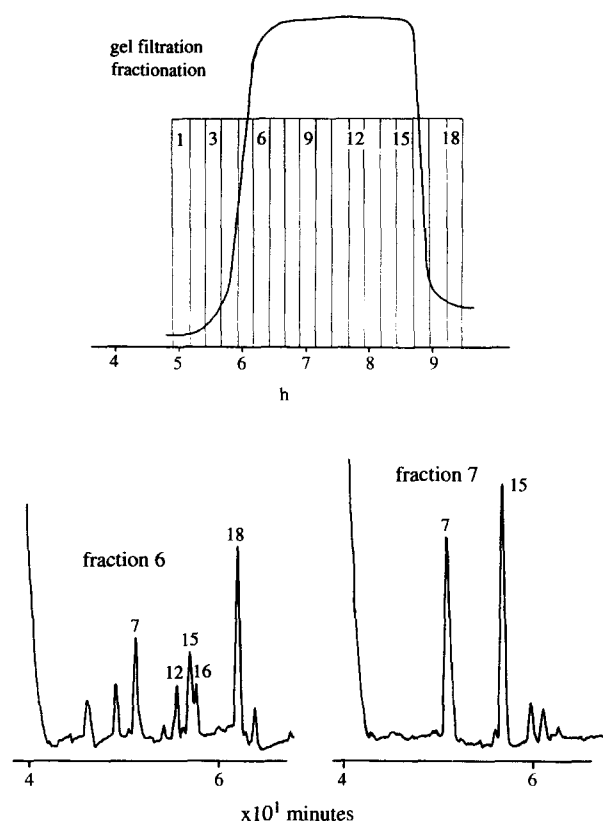 gel filtration
fractionation
1 3 6 9 12 15 18
4 5 6 7 8 9
h
fraction 6
7 12 15 16 18
4 6
fraction 7
7 15
4 6
x10¹ minutes